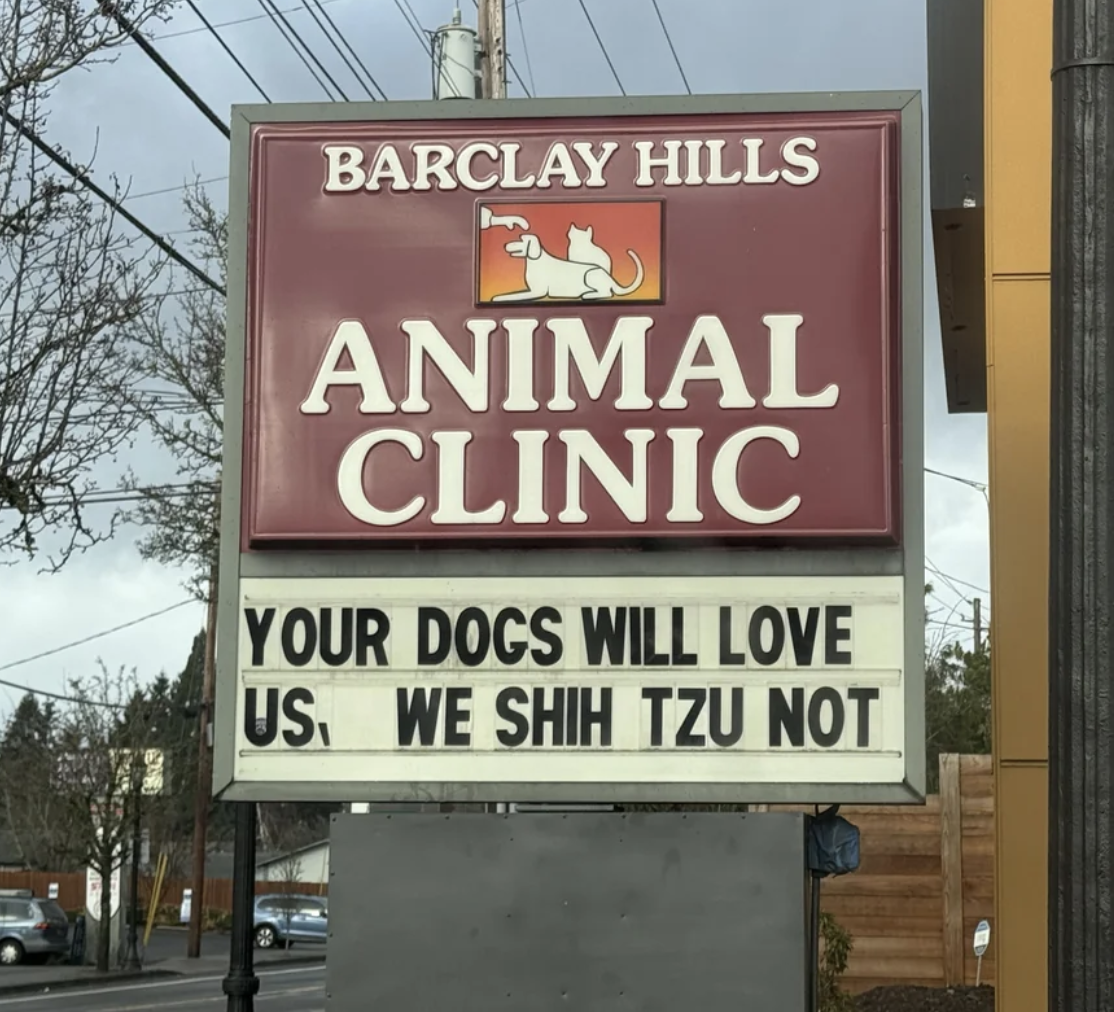 BARCLAY HILLS
ANIMAL
CLINIC
YOUR DOGS WILL LOVE
US, WE SHIH TZU NOT